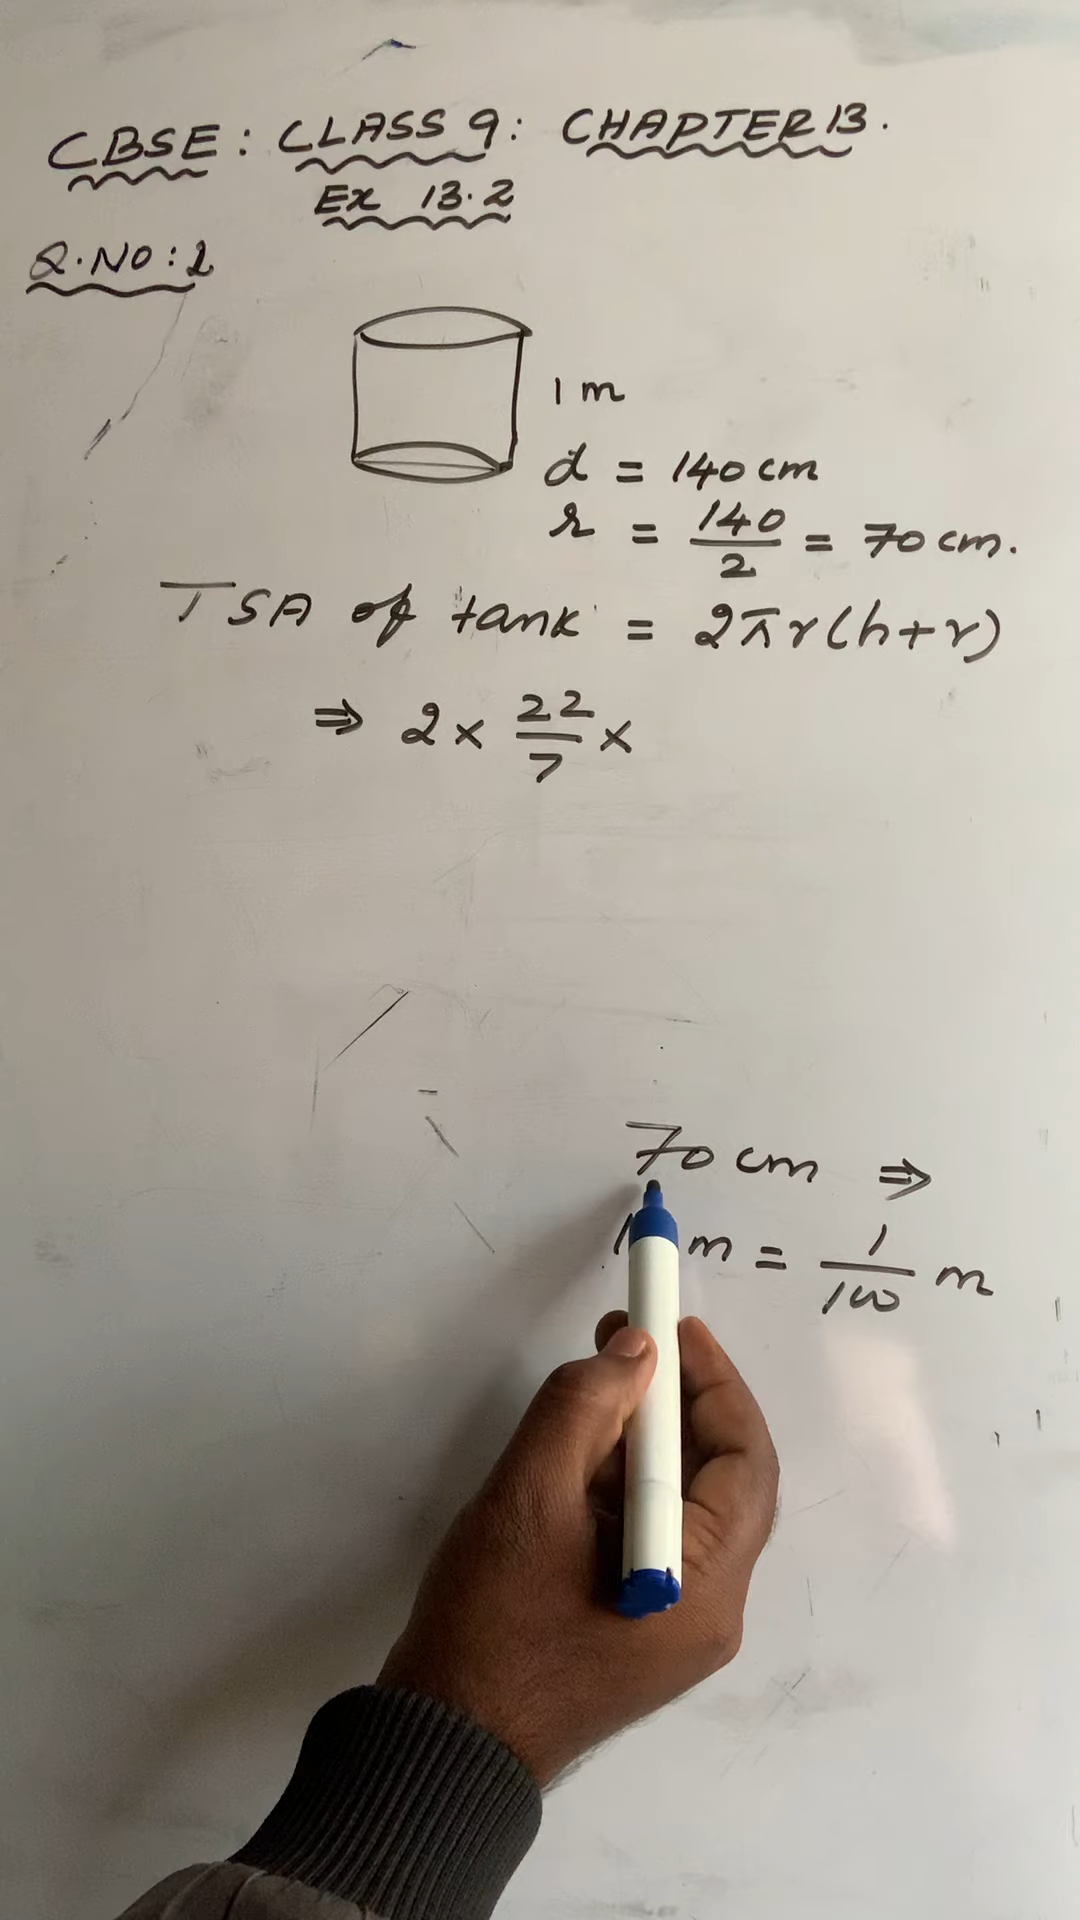 CBSE: CLASS 9: CHAPTER 13.
Ex 13.2
Q.NO:2
1 m
d = 140 cm
r = 140/2 = 70 cm.
TSA of tank = 2πr(h+r)
⇒ 2 × 22/7 ×
70 cm ⇒
1 m = 1/100 m